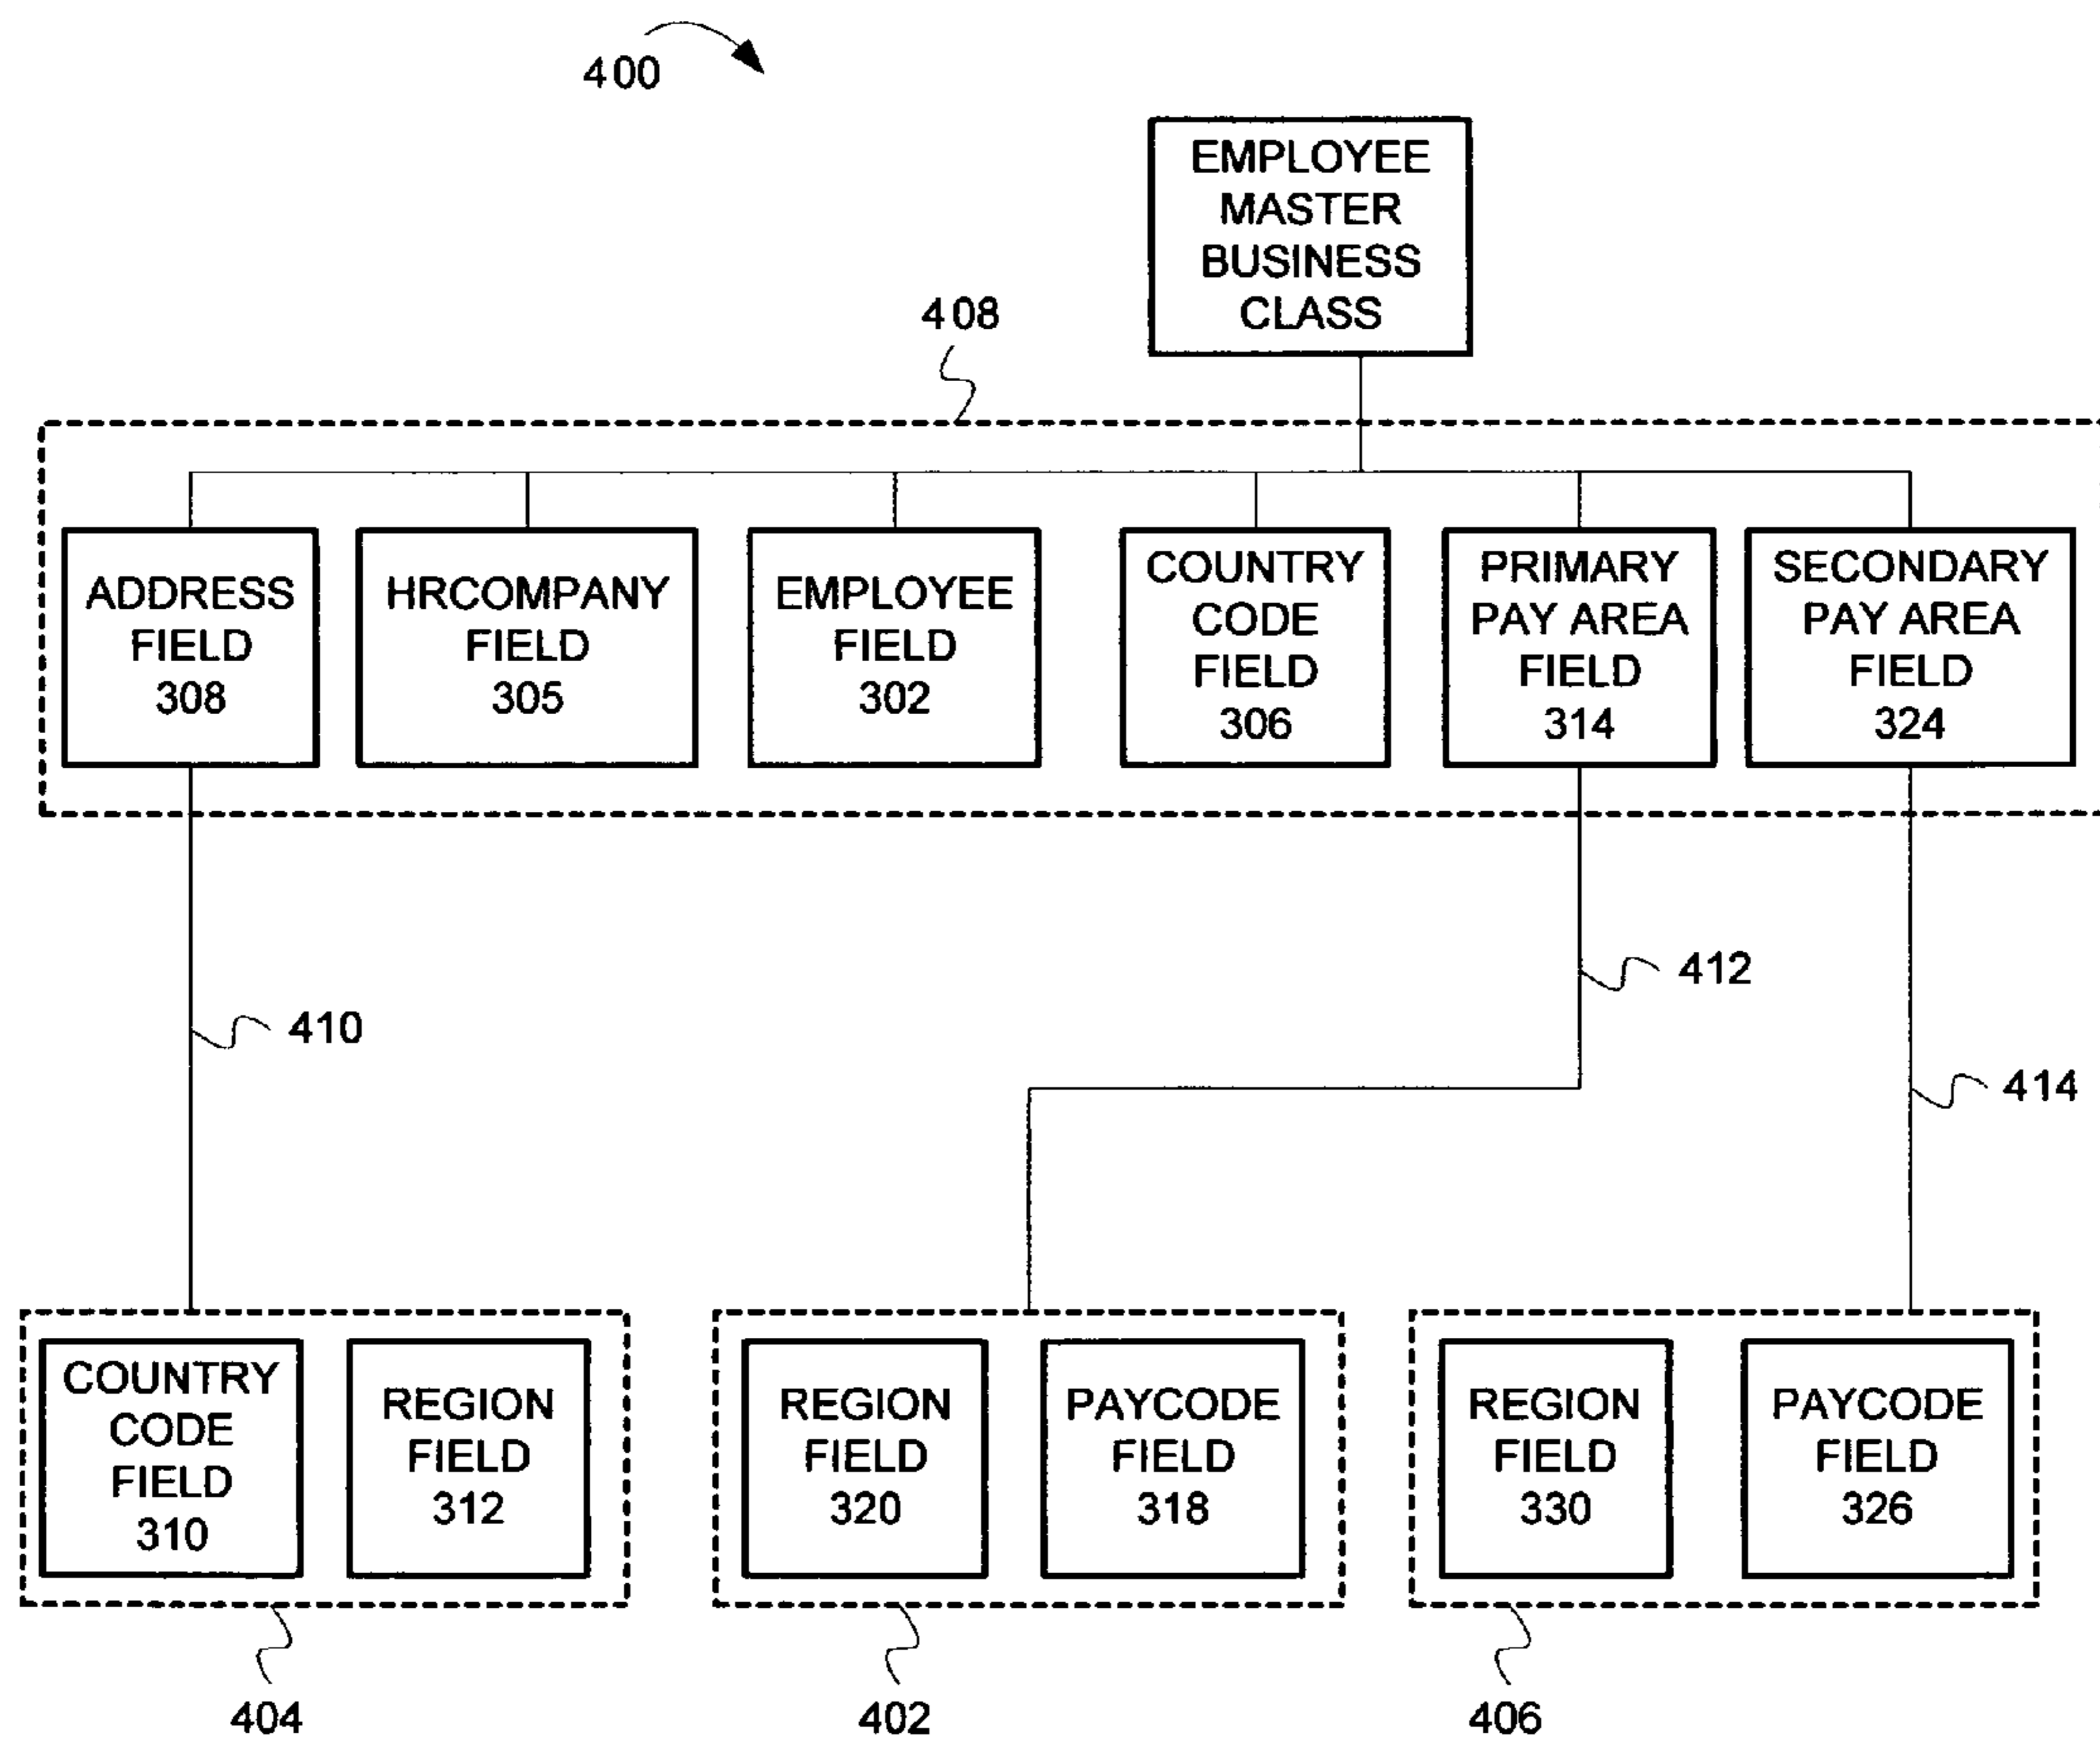 400
EMPLOYEE
MASTER
BUSINESS
CLASS
408
ADDRESS
FIELD
308
HRCOMPANY
FIELD
305
EMPLOYEE
FIELD
302
COUNTRY
CODE
FIELD
306
PRIMARY
PAY AREA
FIELD
314
SECONDARY
PAY AREA
FIELD
324
410
412
414
COUNTRY
CODE
FIELD
310
REGION
FIELD
312
REGION
FIELD
320
PAYCODE
FIELD
318
REGION
FIELD
330
PAYCODE
FIELD
326
404
402
406